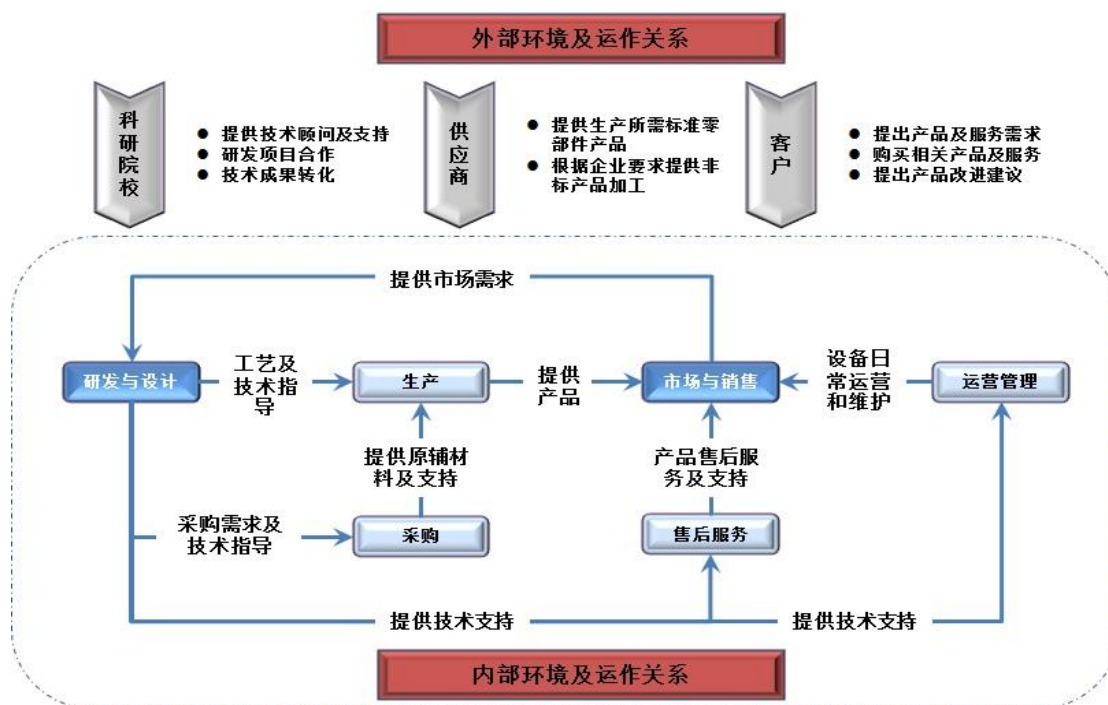 外部环境及运作关系
科研院校
提供技术顾问及支持
研发项目合作
技术成果转化
供应商
提供生产所需标准零
部件产品
根据企业要求提供非
标产品加工
客户
提出产品及服务需求
购买相关产品及服务
提出产品改进建议
提供市场需求
研发与设计
工艺及
技术指
导
生产
提供
产品
市场与销售
设备日
常运营
和维护
运营管理
提供原辅材
料及支持
产品售后服
务及支持
采购需求及
技术指导
采购
售后服务
提供技术支持
提供技术支持
内部环境及运作关系